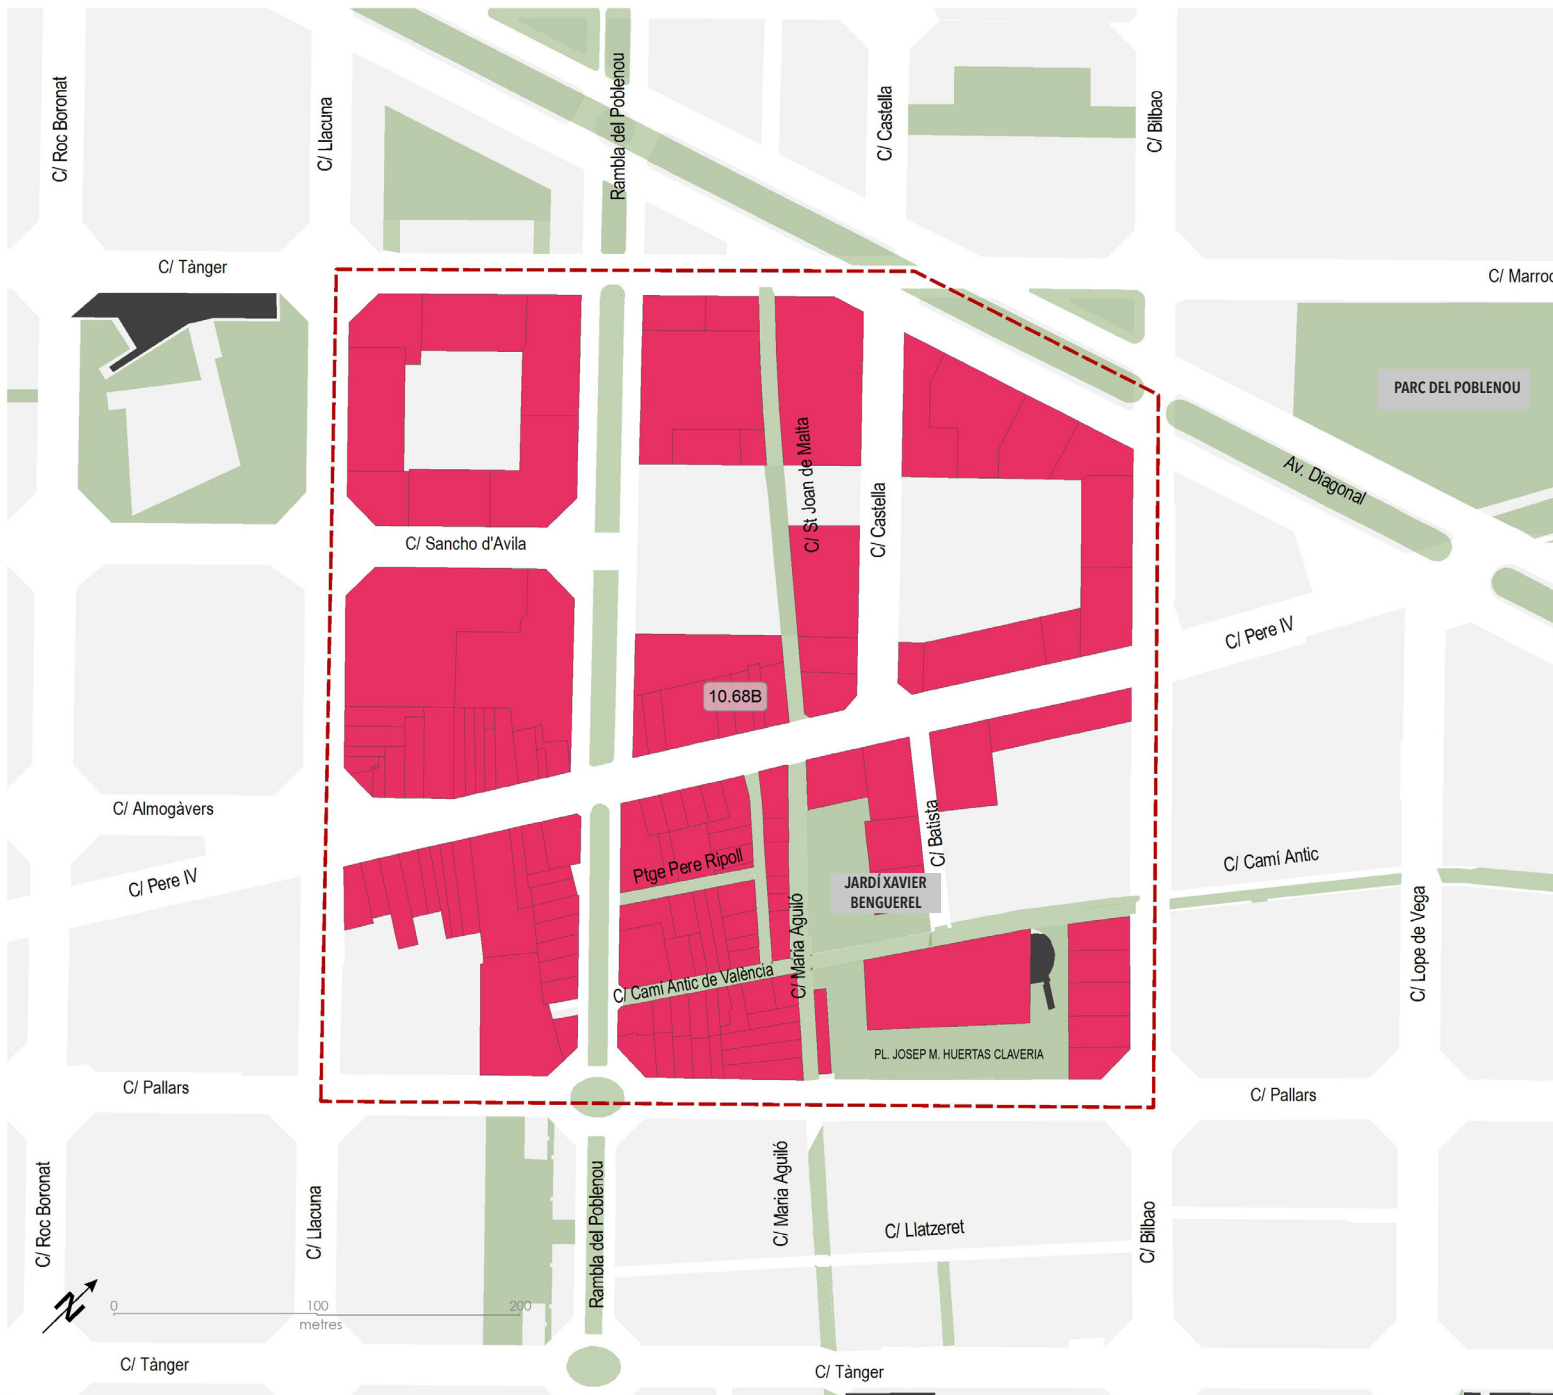 C/ Roc Boronat
C/ Llacuna
Rambla del Poblenou
C/ Castella
C/ Bilbao
C/ Tànger
C/ Marroc
PARC DEL POBLENOU
C/ St Joan de Malta
Av. Diagonal
C/ Sancho d'Avila
C/ Castella
C/ Pere IV
10.68B
C/ Almogàvers
C/ Batista
C/ Camí Antic
Ptge Pere Ripoll
C/ Pere IV
JARDÍ XAVIER
BENGUEREL
C/ Maria Aguiló
C/ Lope de Vega
C/ Camí Antic de València
PL. JOSEP M. HUERTAS CLAVERIA
C/ Pallars
C/ Pallars
C/ Roc Boronat
C/ Llacuna
Rambla del Poblenou
C/ Maria Aguiló
C/ Llatzeret
C/ Bilbao
N
0 100 200
metres
C/ Tànger
C/ Tànger